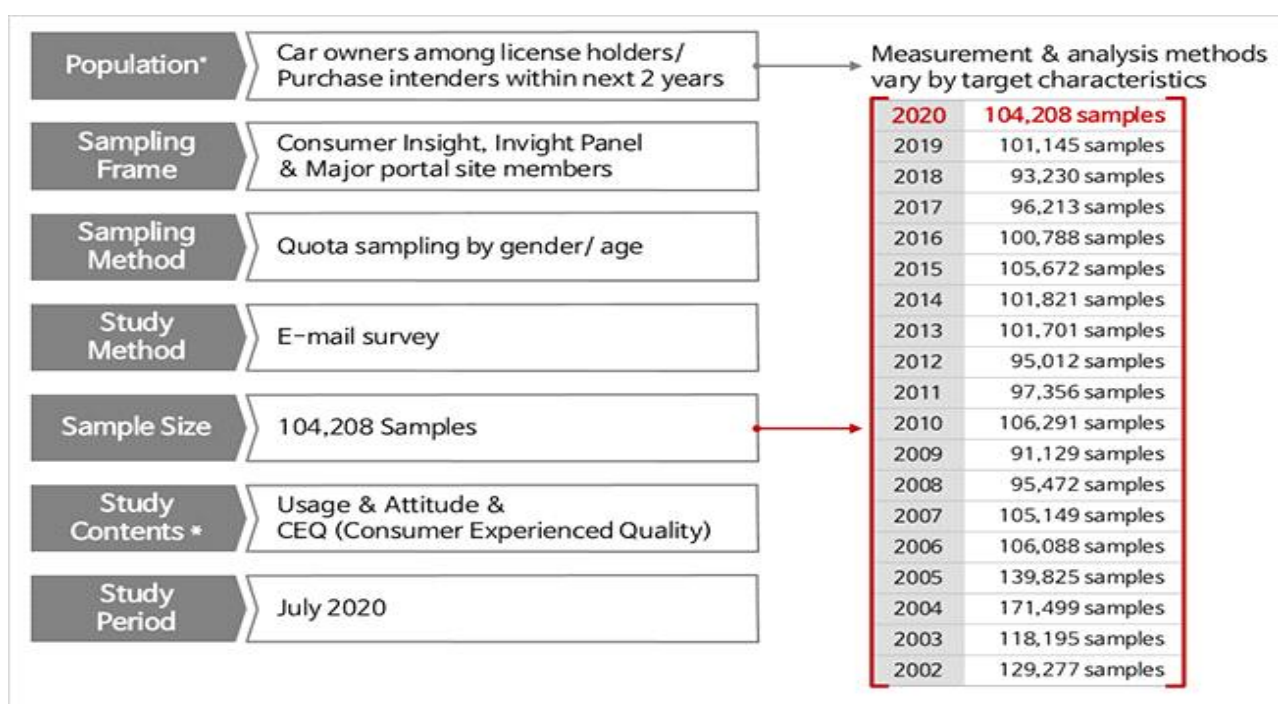 Population*
Car owners among license holders/
Purchase intenders within next 2 years
Sampling
Frame
Consumer Insight, Invight Panel
& Major portal site members
Sampling
Method
Quota sampling by gender/ age
Study
Method
E-mail survey
Sample Size
104,208 Samples
Study
Contents *
Usage & Attitude &
CEQ (Consumer Experienced Quality)
Study
Period
July 2020
Measurement & analysis methods
vary by target characteristics
2020 104,208 samples
2019 101,145 samples
2018 93,230 samples
2017 96,213 samples
2016 100,788 samples
2015 105,672 samples
2014 101,821 samples
2013 101,701 samples
2012 95,012 samples
2011 97,356 samples
2010 106,291 samples
2009 91,129 samples
2008 95,472 samples
2007 105,149 samples
2006 106,088 samples
2005 139,825 samples
2004 171,499 samples
2003 118,195 samples
2002 129,277 samples